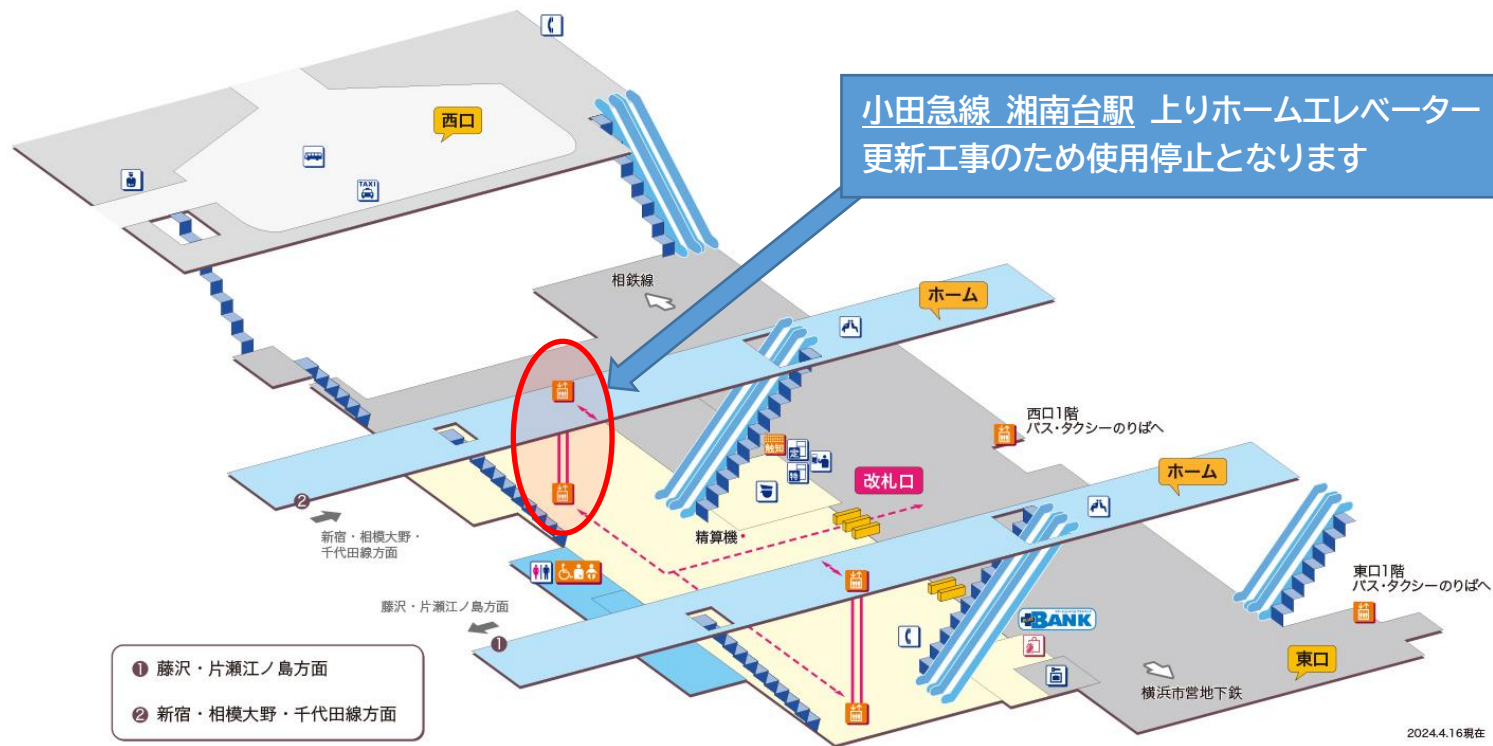 小田急線 湘南台駅 上りホームエレベーター
更新工事のため使用停止となります
西口
TAXI
相鉄線
ホーム
西口1階
バス・タクシーのりばへ
ホーム
触知
定
特
改札口
精算機
❷
新宿・相模大野・
千代田線方面
藤沢・片瀬江ノ島方面
❶
東口1階
バス・タクシーのりばへ
BANK
東口
横浜市営地下鉄
❶ 藤沢・片瀬江ノ島方面
❷ 新宿・相模大野・千代田線方面
2024.4.16現在